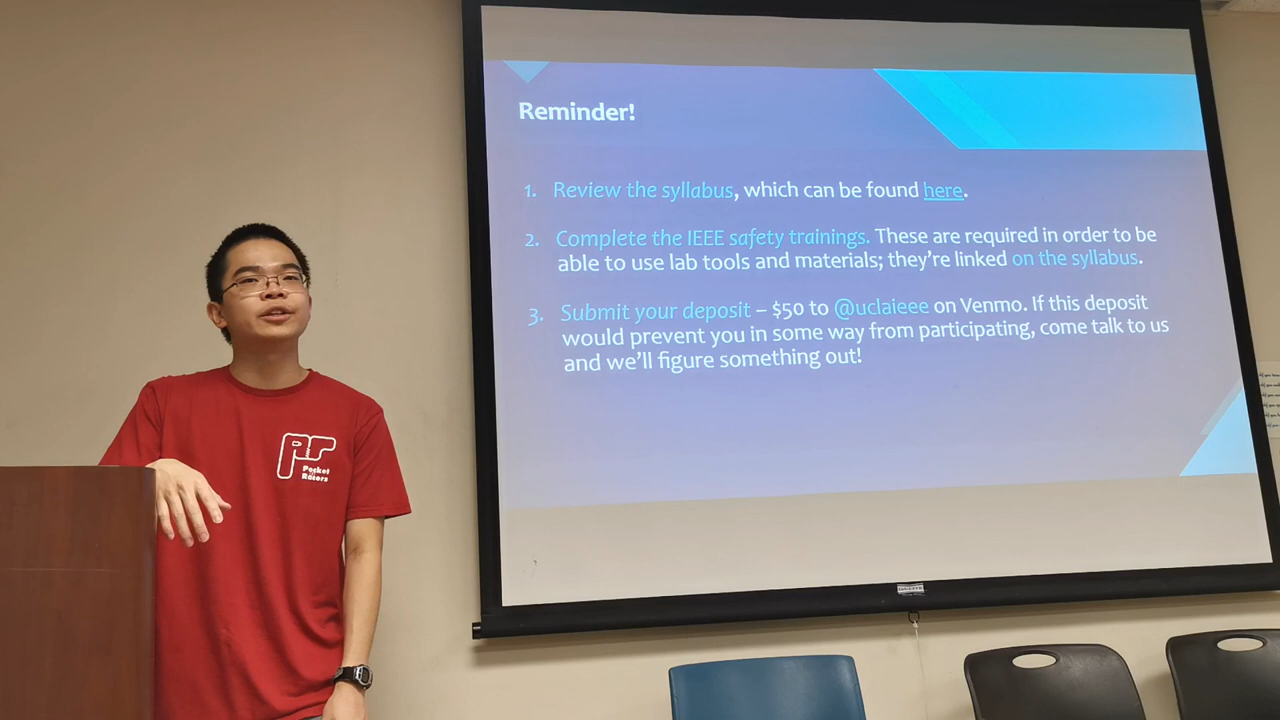 Reminder!
1. Review the syllabus, which can be found here.
2. Complete the IEEE safety trainings. These are required in order to be
able to use lab tools and materials; they're linked on the syllabus.
3. Submit your deposit – $50 to @uclaieee on Venmo. If this deposit
would prevent you in some way from participating, come talk to us
and we'll figure something out!
PR
Pocket
Racers